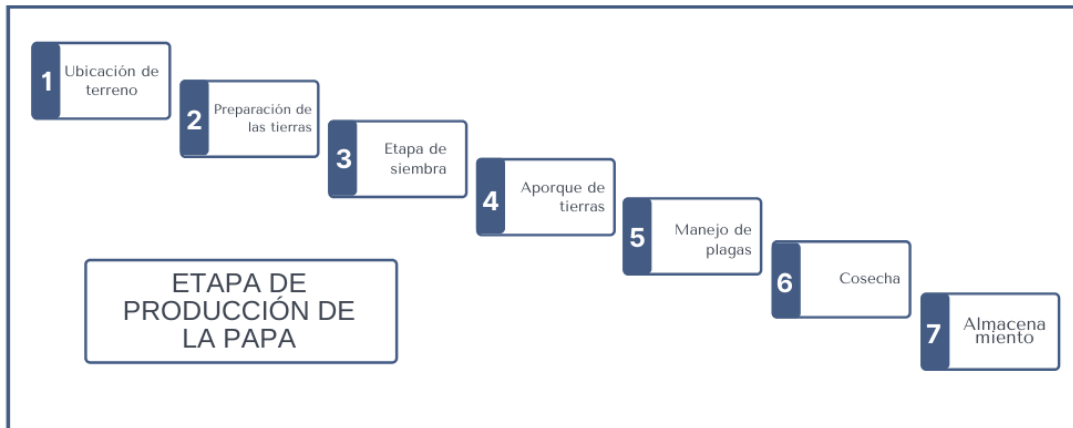 1
Ubicación de
terreno
2
Preparación de
las tierras
3
Etapa de
siembra
4
Aporque de
tierras
5
Manejo de
plagas
6
Cosecha
7
Almacena
miento
ETAPA DE
PRODUCCIÓN DE
LA PAPA